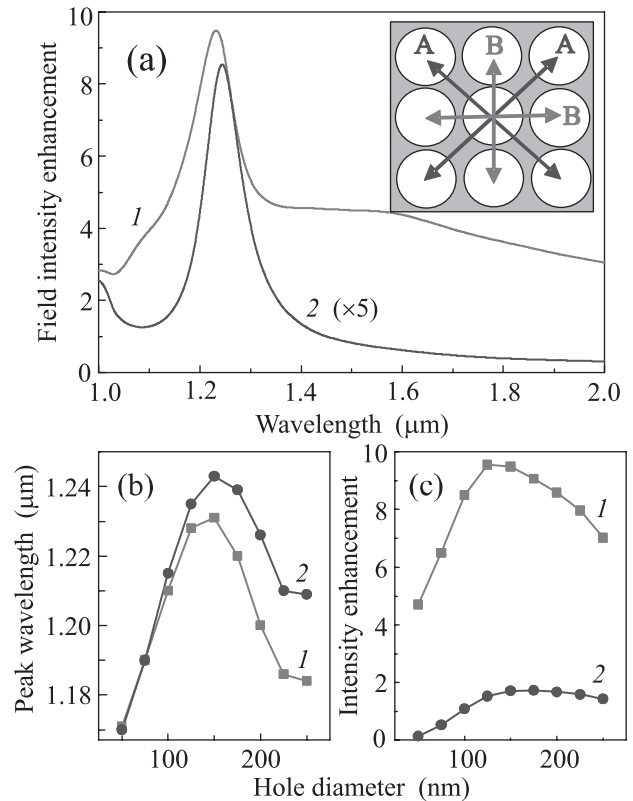 10
8
6
4
2
0
Field intensity enhancement
(a)
1
2 (×5)
A B A
B
1.0 1.2 1.4 1.6 1.8 2.0
Wavelength (μm)
1.24
1.22
1.20
1.18
Peak wavelength (μm)
(b)
2
1
100 200
10
8
6
4
2
0
Intensity enhancement
(c)
1
2
100 200
Hole diameter (nm)